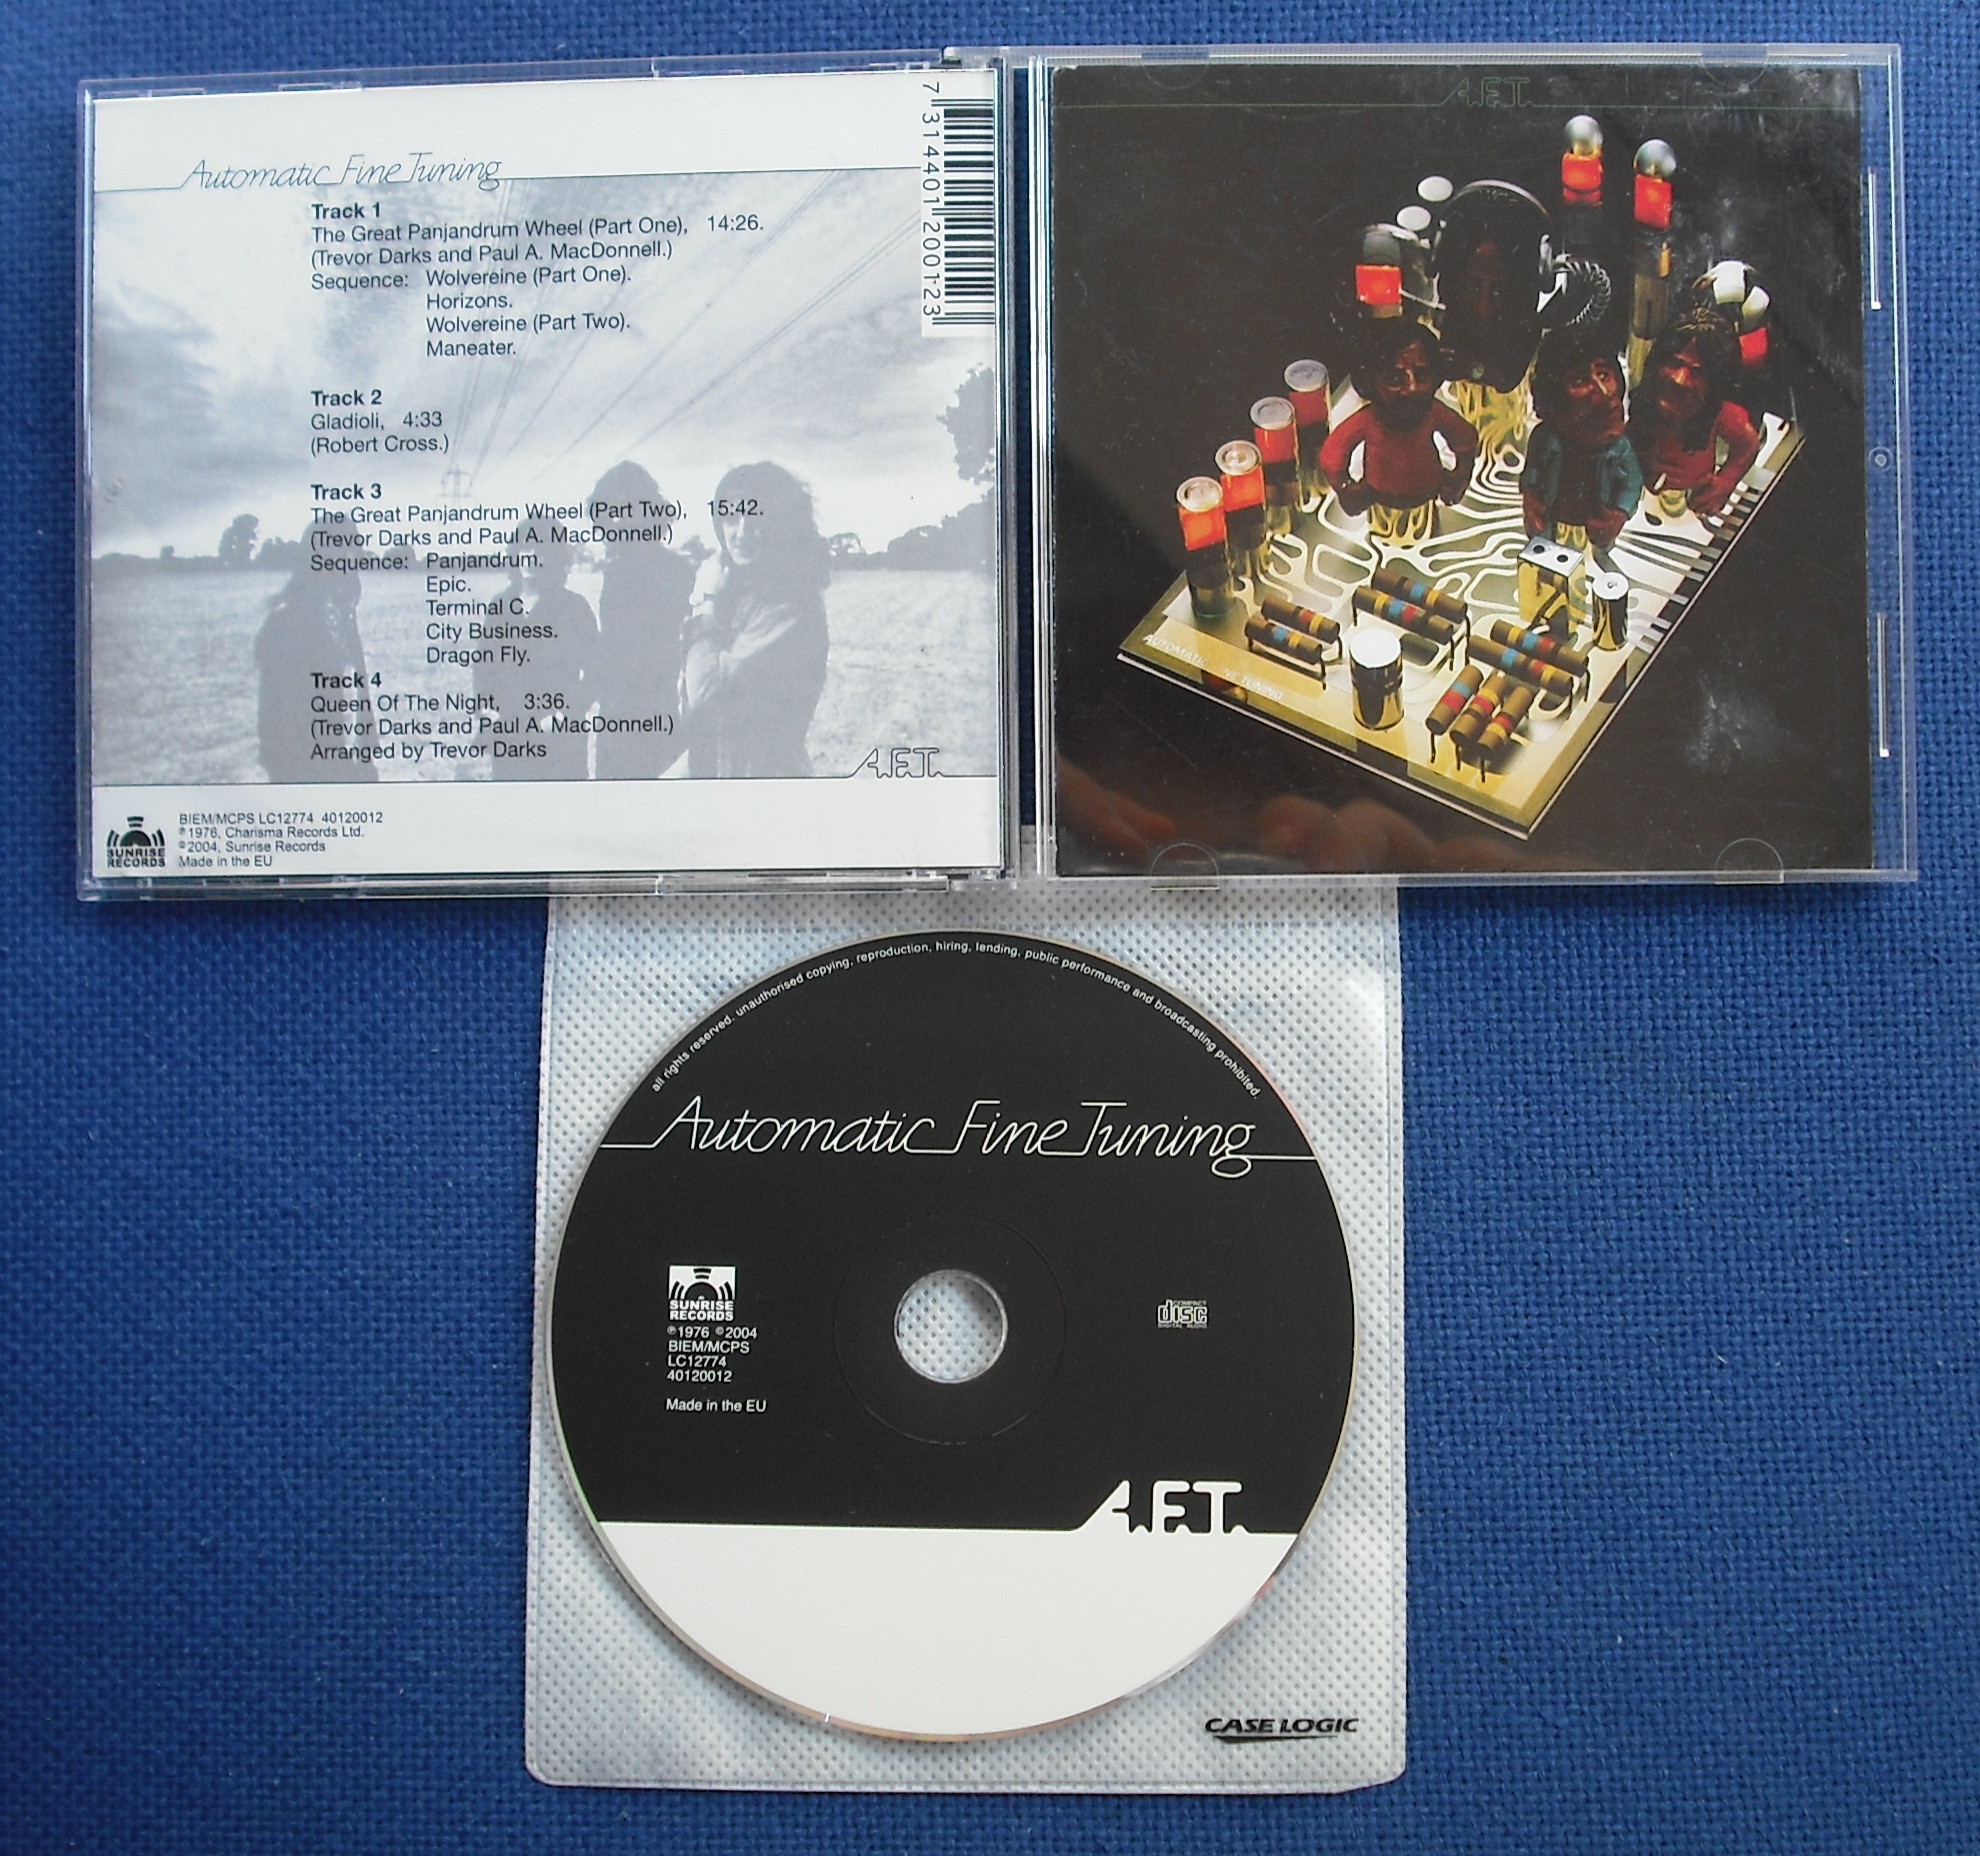 Automatic Fine Tuning
Track 1
The Great Panjandrum Wheel (Part One), 14:26.
(Trevor Darks and Paul A. MacDonnell.)
Sequence: Wolvereine (Part One).
Horizons.
Wolvereine (Part Two).
Maneater.
Track 2
Gladioli, 4:33
(Robert Cross.)
Track 3
The Great Panjandrum Wheel (Part Two), 15:42.
(Trevor Darks and Paul A. MacDonnell.)
Sequence: Panjandrum.
Epic.
Terminal C.
City Business.
Dragon Fly.
Track 4
Queen Of The Night, 3:36.
(Trevor Darks and Paul A. MacDonnell.)
Arranged by Trevor Darks
A.F.T.
SUNRISE
RECORDS
BIEM/MCPS LC12774 40120012
℗1976, Charisma Records Ltd.
©2004, Sunrise Records
Made in the EU
7 314401 200123
A.F.T.
AUTOMATIC FINE TUNING
all rights reserved. unauthorised copying, reproduction, hiring, lending, public performance and broadcasting prohibited.
Automatic Fine Tuning
SUNRISE
RECORDS
℗1976 ©2004
BIEM/MCPS
LC12774
40120012
Made in the EU
COMPACT
disc
DIGITAL AUDIO
A.F.T.
CASE LOGIC